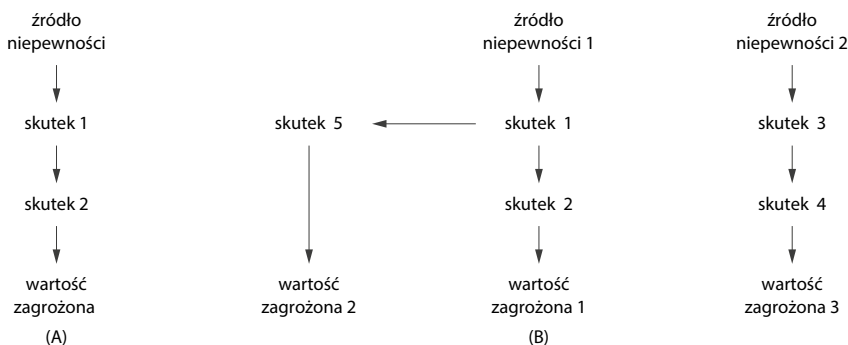 źródło
niepewności
skutek 1
skutek 2
wartość
zagrożona
(A)
źródło
niepewności 1
skutek 5
skutek 1
skutek 2
wartość
zagrożona 2
wartość
zagrożona 1
(B)
źródło
niepewności 2
skutek 3
skutek 4
wartość
zagrożona 3